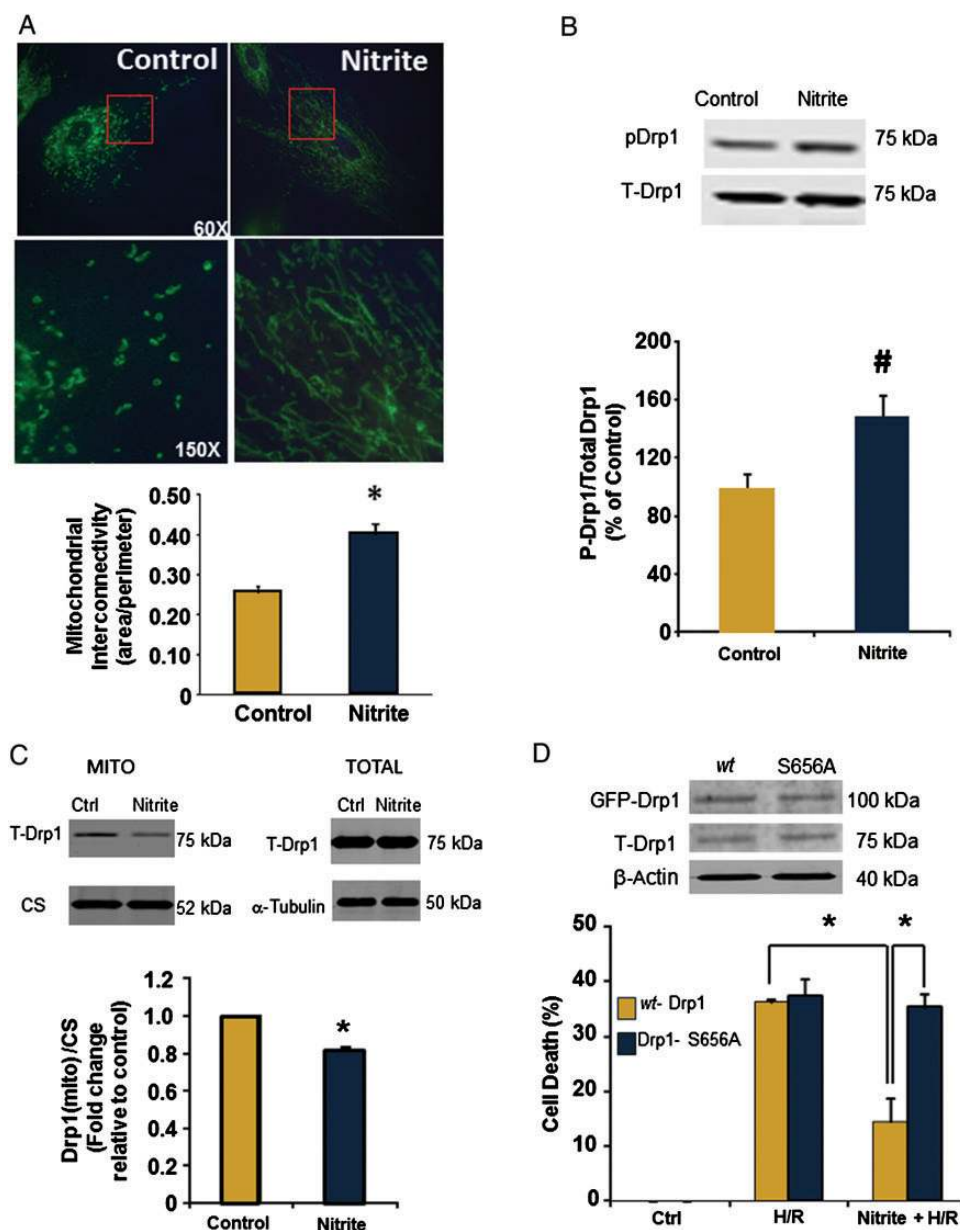 A
Control
Nitrite
60X
150X
Mitochondrial
Interconnectivity
(area/perimeter)
0.50
0.40
0.30
0.20
0.10
0
Control Nitrite
B
Control Nitrite
pDrp1 75 kDa
T-Drp1 75 kDa
P-Drp1/Total Drp1
(% of Control)
200
160
120
80
40
0
#
Control Nitrite
*
C
MITO TOTAL
Ctrl Nitrite Ctrl Nitrite
T-Drp1 75 kDa T-Drp1 75 kDa
CS 52 kDa α-Tubulin 50 kDa
Drp1(mito)/CS
(Fold change
relative to control)
1.2
1.0
0.8
0.6
0.4
0.2
0
*
Control Nitrite
D
wt S656A
GFP-Drp1 100 kDa
T-Drp1 75 kDa
β-Actin 40 kDa
Cell Death (%)
50
40
30
20
10
0
* *
wt- Drp1
Drp1- S656A
Ctrl H/R Nitrite + H/R